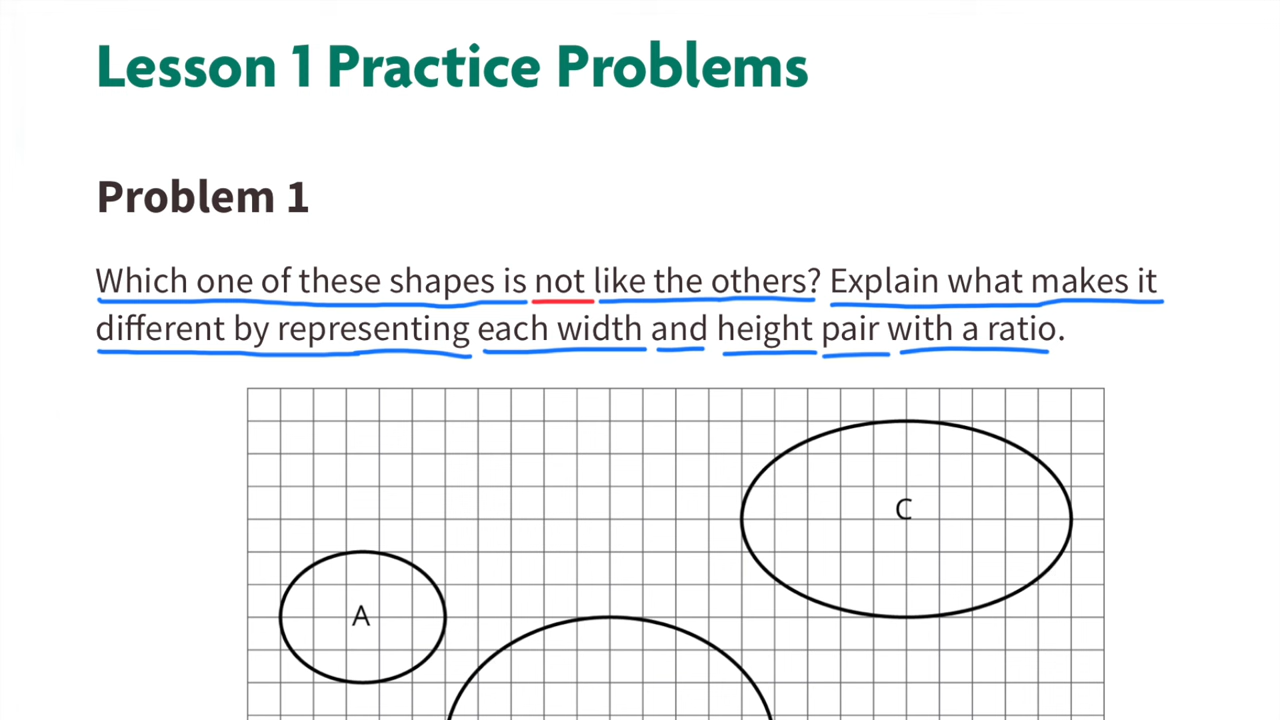 Lesson 1 Practice Problems
Problem 1
Which one of these shapes is not like the others? Explain what makes it
different by representing each width and height pair with a ratio.
C
A